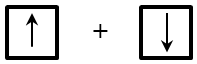 ↑ + ↓